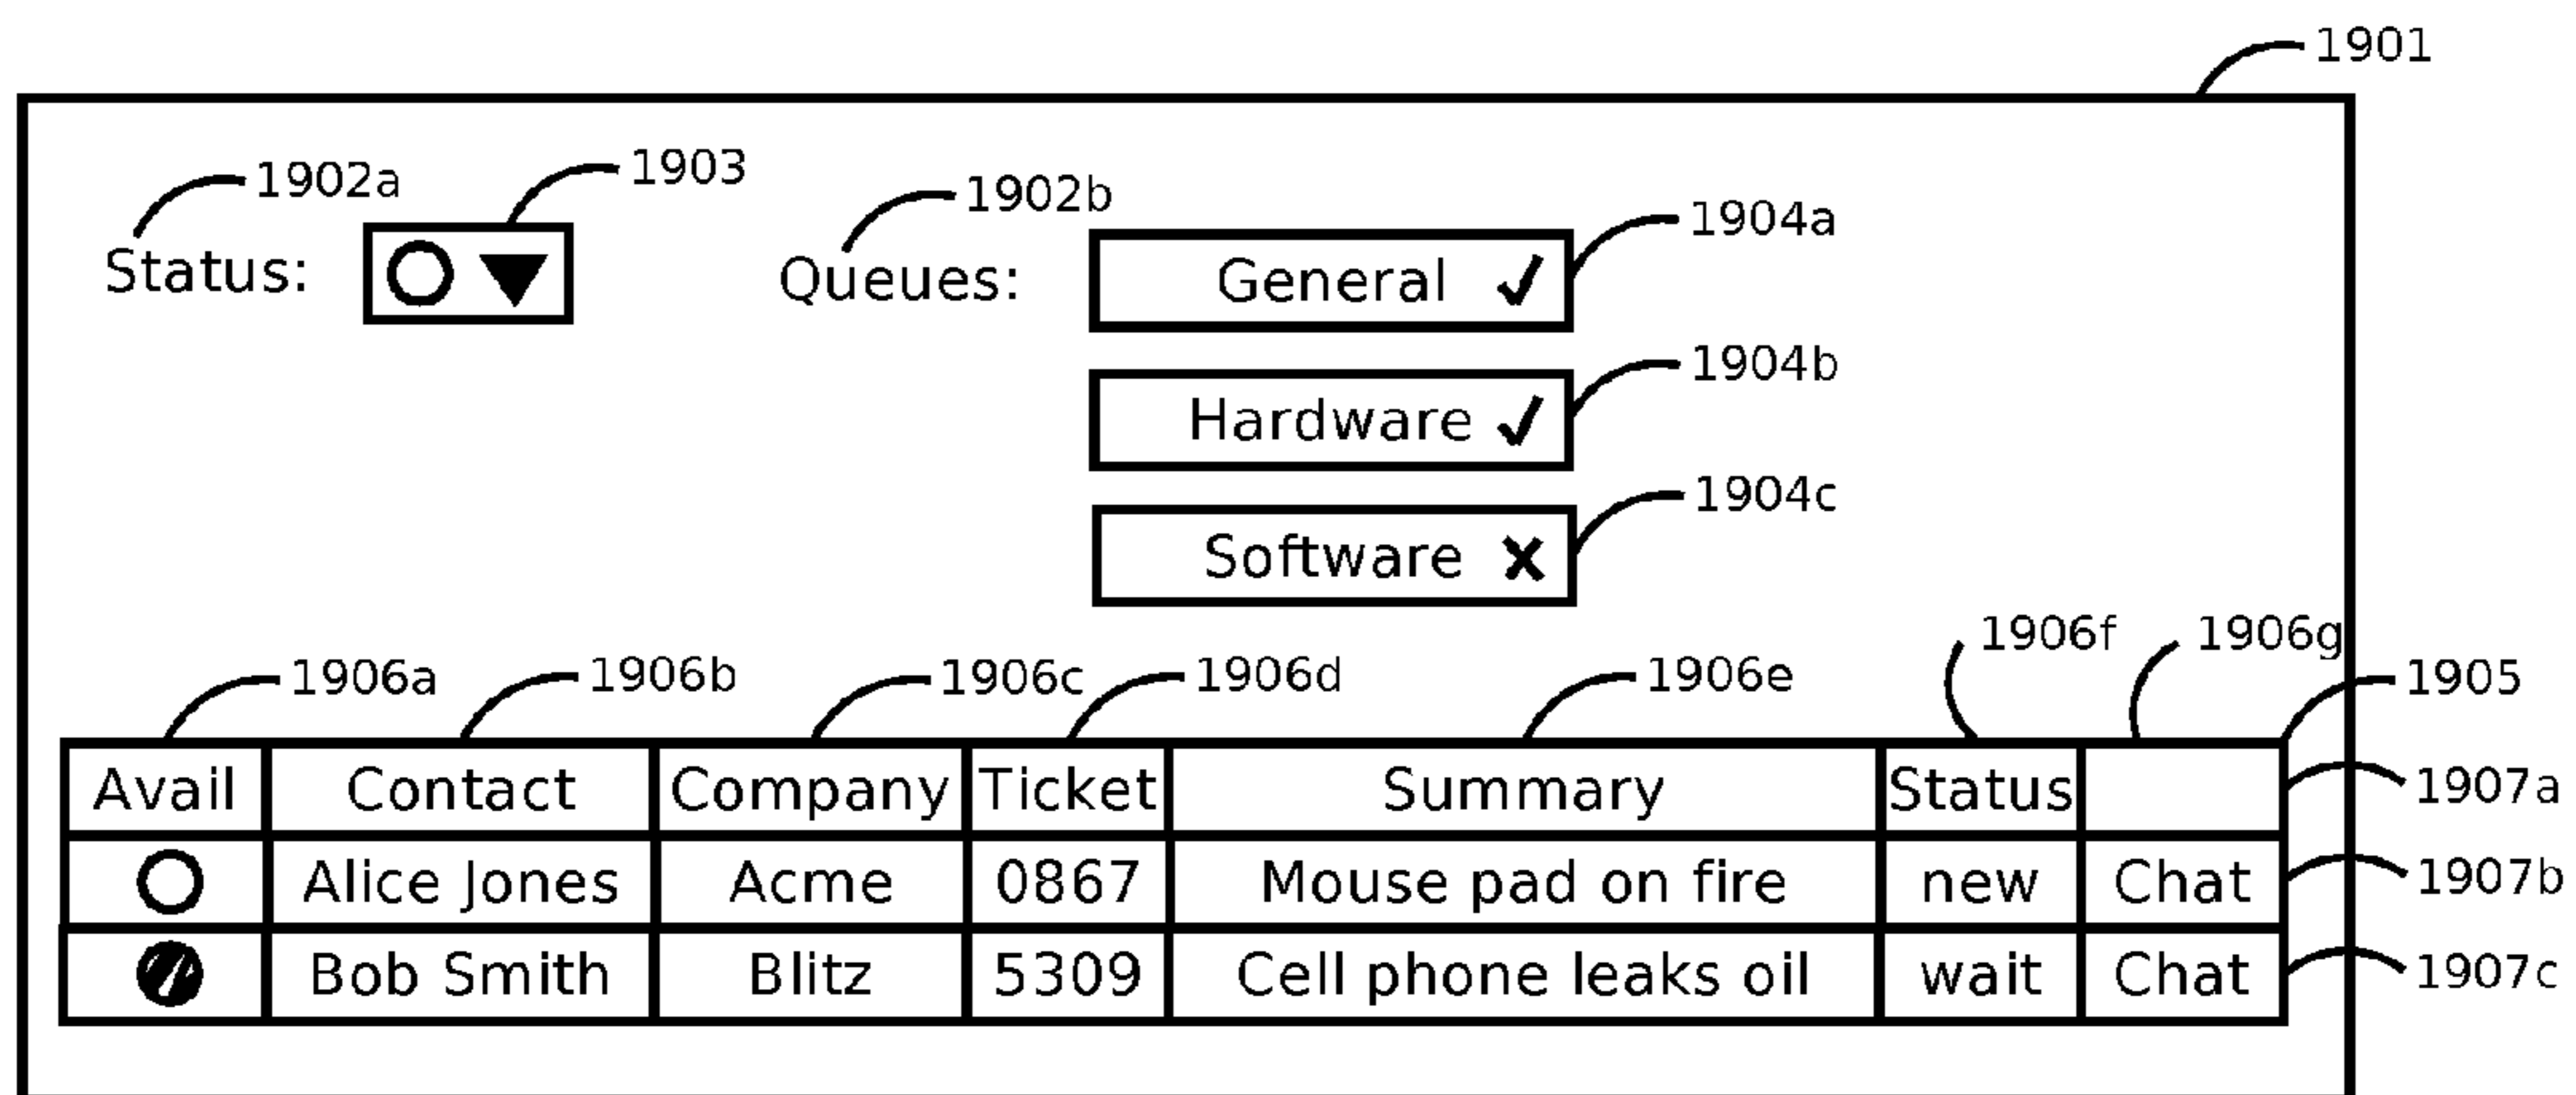 1901
1902a 1903 1902b 1904a
Status: Queues: General ✓
1904b
Hardware ✓
1904c
Software ✗
1906a 1906b 1906c 1906d 1906e 1906f 1906g 1905
Avail Contact Company Ticket Summary Status 1907a
Alice Jones Acme 0867 Mouse pad on fire new Chat 1907b
Bob Smith Blitz 5309 Cell phone leaks oil wait Chat 1907c